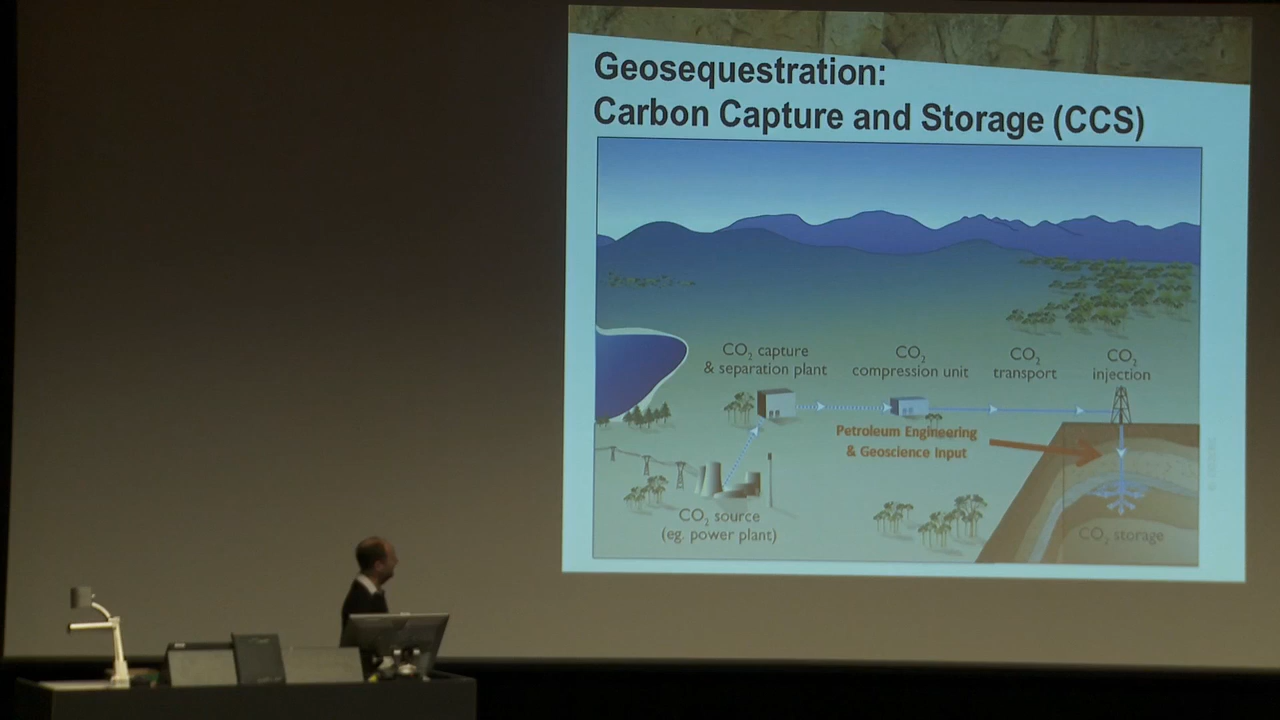 Geosequestration:
Carbon Capture and Storage (CCS)
CO₂ capture
& separation plant
CO₂
compression unit
CO₂
transport
CO₂
injection
Petroleum Engineering
& Geoscience Input
CO₂ source
(eg. power plant)
CO₂ storage